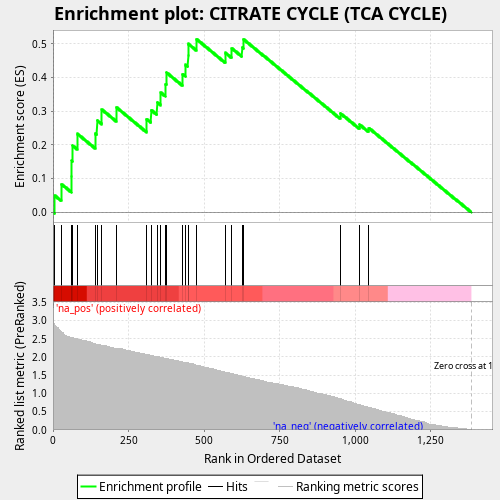 Enrichment plot: CITRATE CYCLE (TCA CYCLE)
Enrichment score (ES)
0.5
0.4
0.3
0.2
0.1
0.0
'na_pos' (positively correlated)
Ranked list metric (PreRanked)
3.5
3.0
2.5
2.0
1.5
1.0
0.5
0.0
Zero cross at 1
'na_neg' (negatively correlated)
0 250 500 750 1,000 1,250
Rank in Ordered Dataset
Enrichment profile Hits Ranking metric scores